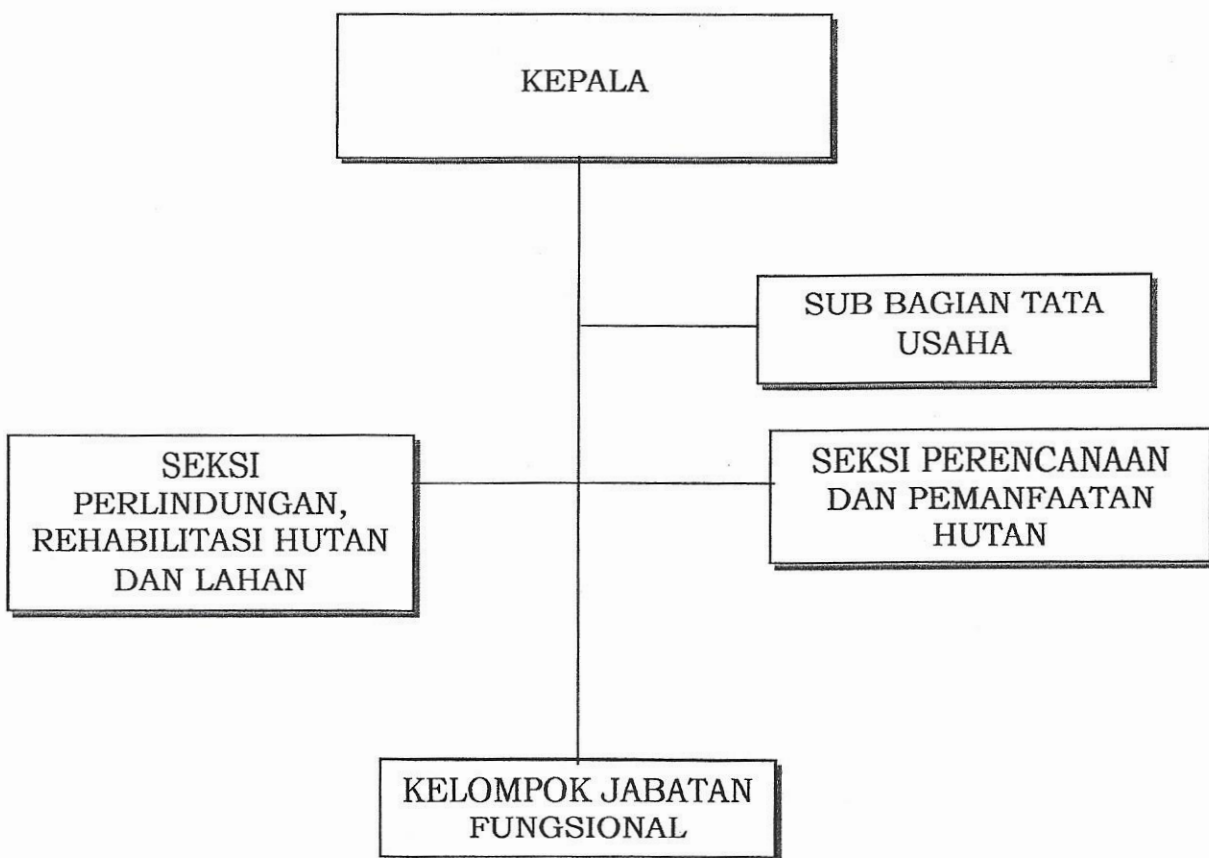 KEPALA
SUB BAGIAN TATA
USAHA
SEKSI
PERLINDUNGAN,
REHABILITASI HUTAN
DAN LAHAN
SEKSI PERENCANAAN
DAN PEMANFAATAN
HUTAN
KELOMPOK JABATAN
FUNGSIONAL